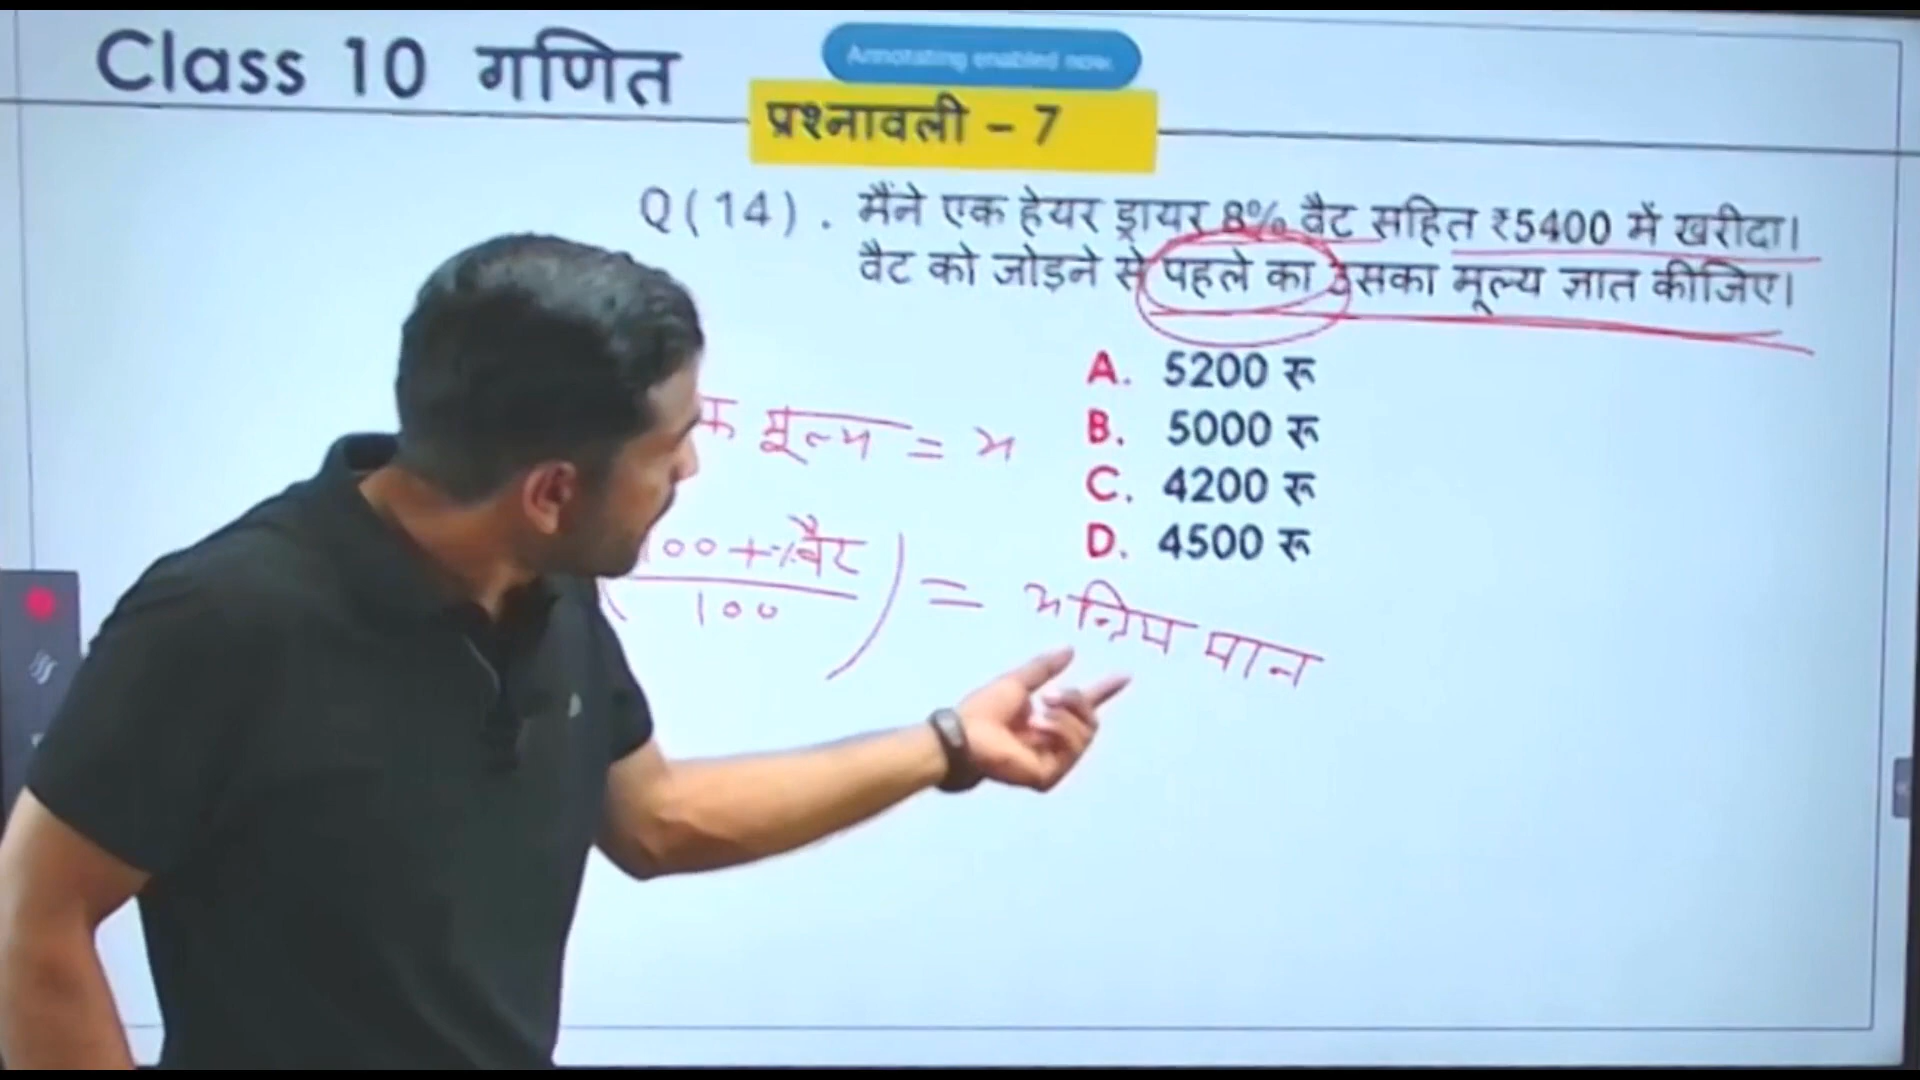 Class 10 गणित
Annotating enabled now.
प्रश्नावली – 7
Q(14). मैंने एक हेयर ड्रायर 8% वैट सहित ₹5400 में खरीदा।
वैट को जोड़ने से पहले का उसका मूल्य ज्ञात कीजिए।
A. 5200 रू
B. 5000 रू
C. 4200 रू
D. 4500 रू
मूल्य =
100 + % वैट
100
= अन्तिम मान